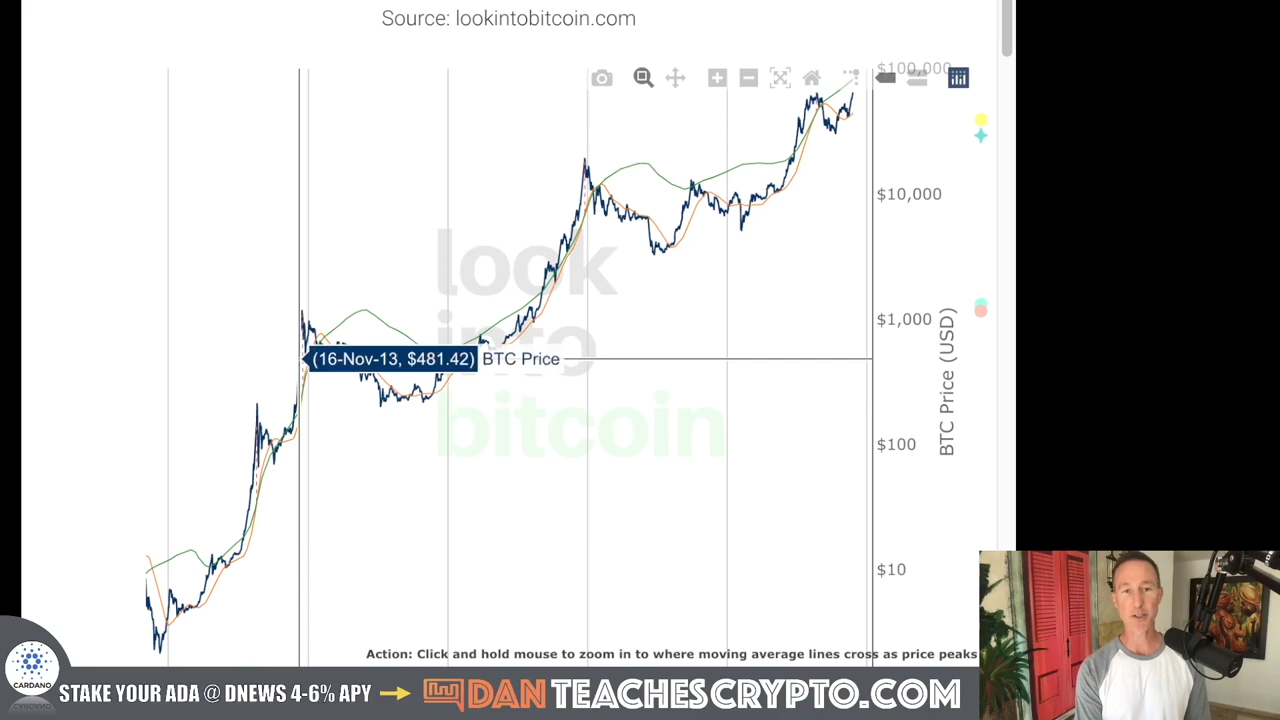 Source: lookintobitcoin.com
$100,000
$10,000
look
into
bitcoin
$1,000
(16-Nov-13, $481.42) BTC Price
BTC Price (USD)
$100
$10
Action: Click and hold mouse to zoom in to where moving average lines cross as price peaks
CARDANO
STAKE YOUR ADA @ DNEWS 4-6% APY
DANTEACHESCRYPTO.COM